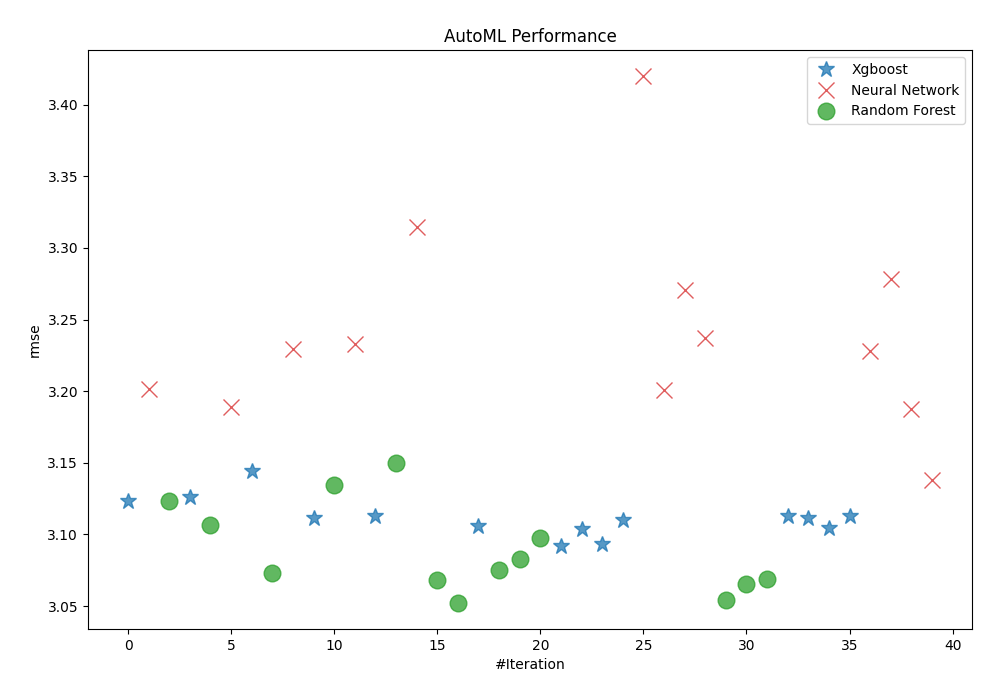 AutoML Performance
Xgboost
Neural Network
Random Forest
3.40
3.35
3.30
3.25
3.20
3.15
3.10
3.05
rmse
0 5 10 15 20 25 30 35 40
#Iteration